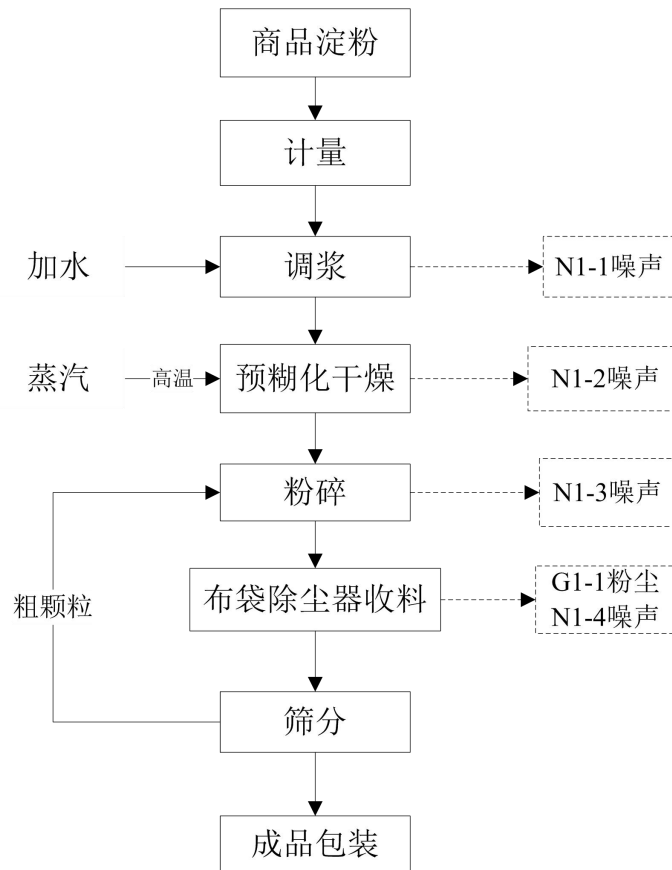 商品淀粉
计量
加水
调浆
N1-1噪声
蒸汽
高温
预糊化干燥
N1-2噪声
粉碎
N1-3噪声
粗颗粒
布袋除尘器收料
G1-1粉尘
N1-4噪声
筛分
成品包装